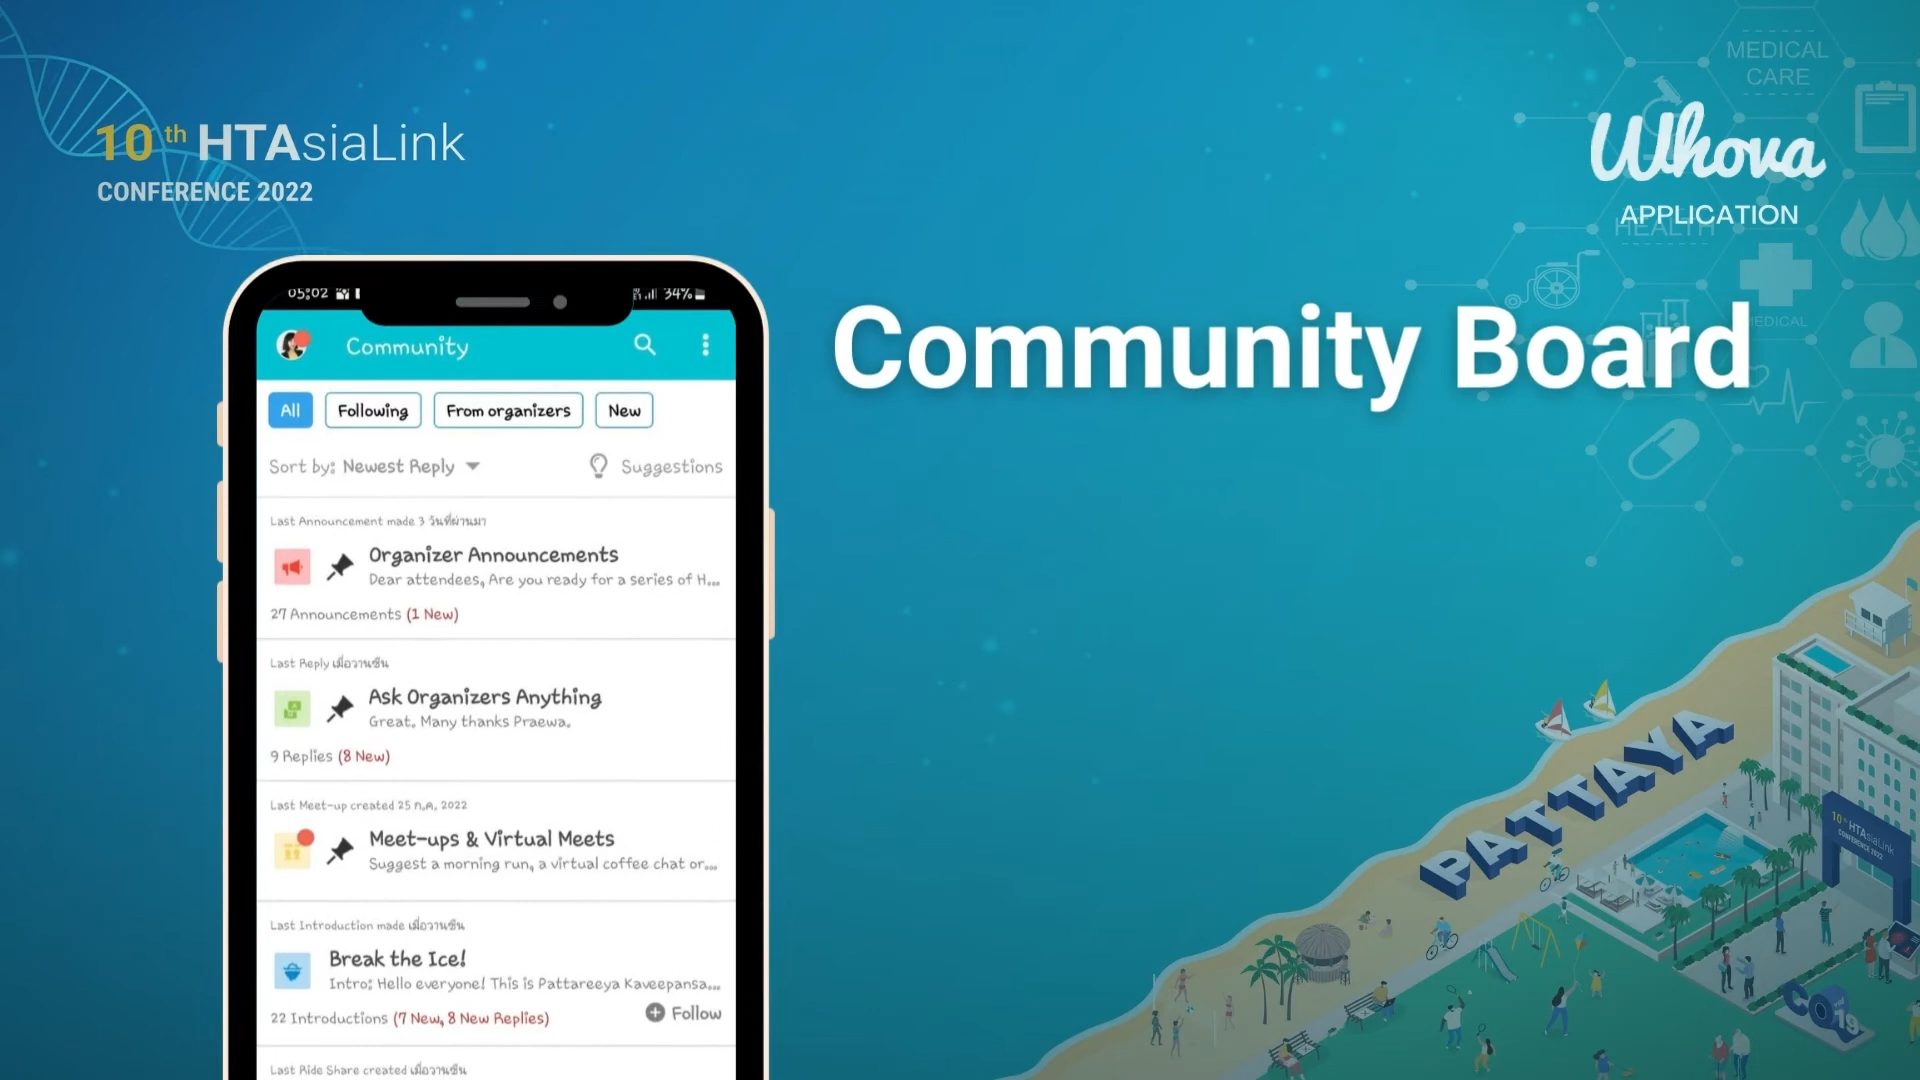 10th HTAsiaLink
CONFERENCE 2022
MEDICAL
CARE
Whova
APPLICATION
HEALTH
MEDICAL
Community Board
05:02
34%
Community
All
Following
From organizers
New
Sort by: Newest Reply
Suggestions
Last Announcement made 3 วันที่ผ่านมา
Organizer Announcements
Dear attendees, Are you ready for a series of H...
27 Announcements (1 New)
Last Reply เมื่อวานซืน
Ask Organizers Anything
Great. Many thanks Praewa.
9 Replies (8 New)
Last Meet-up created 25 ก.ค. 2022
Meet-ups & Virtual Meets
Suggest a morning run, a virtual coffee chat or...
Last Introduction made เมื่อวานซืน
Break the Ice!
Intro: Hello everyone! This is Pattareeya Kaveepansa...
Follow
22 Introductions (7 New, 8 New Replies)
Last Ride Share created เมื่อวานซืน
PATTAYA
10th HTAsiaLink
CONFERENCE 2022